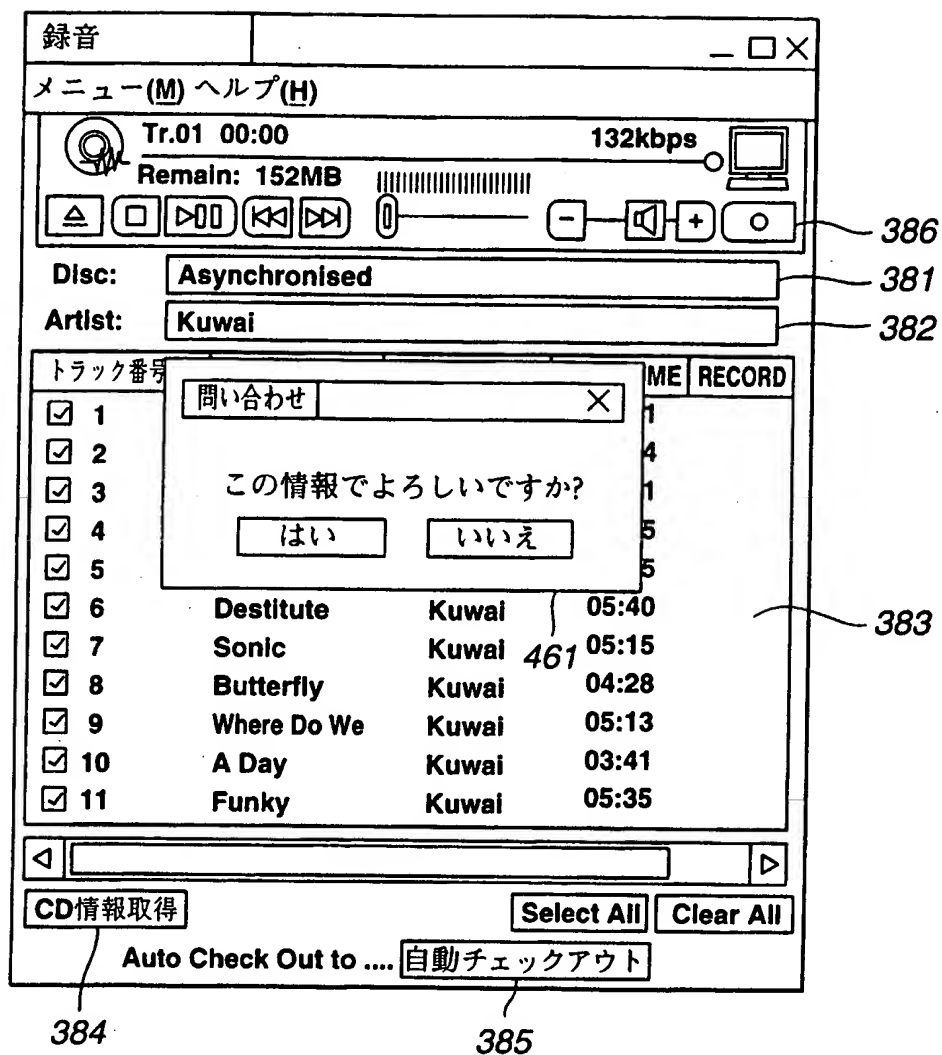 録音
メニュー(M) ヘルプ(H)
Tr.01 00:00 132kbps
Remain: 152MB
386
Disc: Asynchronised
381
Artist: Kuwai
382
トラック番号 ME RECORD
問い合わせ
1 1
2 4
3 1
この情報でよろしいですか?
4 5
はい いいえ
5 5
6 Destitute Kuwai 05:40
383
7 Sonic Kuwai 05:15
461
8 Butterfly Kuwai 04:28
9 Where Do We Kuwai 05:13
10 A Day Kuwai 03:41
11 Funky Kuwai 05:35
CD情報取得 Select All Clear All
Auto Check Out to .... 自動チェックアウト
384 385